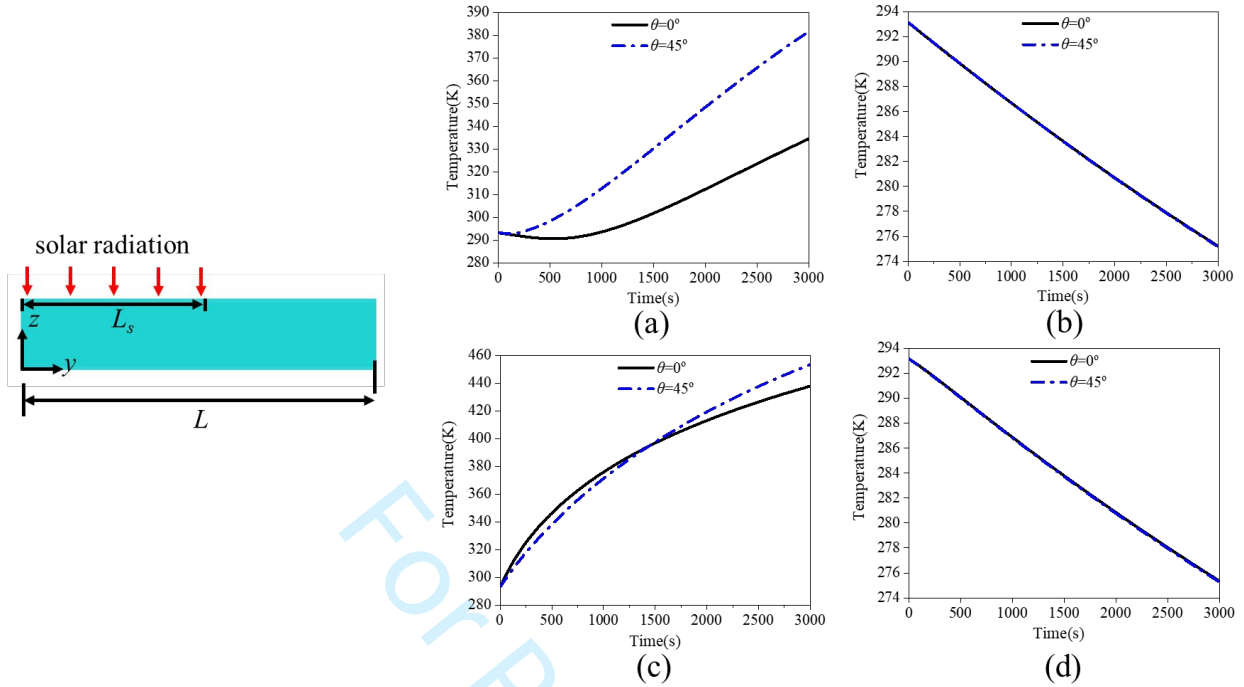 solar radiation
L_s
z
y
L
390
380
370
360
350
340
330
320
310
300
290
280
Temperature(K)
θ=0°
θ=45°
0 500 1000 1500 2000 2500 3000
Time(s)
(a)
294
292
290
288
286
284
282
280
278
276
274
Temperature(K)
θ=0°
θ=45°
0 500 1000 1500 2000 2500 3000
Time(s)
(b)
460
440
420
400
380
360
340
320
300
280
Temperature(K)
θ=0°
θ=45°
0 500 1000 1500 2000 2500 3000
Time(s)
(c)
294
292
290
288
286
284
282
280
278
276
274
Temperature(K)
θ=0°
θ=45°
0 500 1000 1500 2000 2500 3000
Time(s)
(d)
For